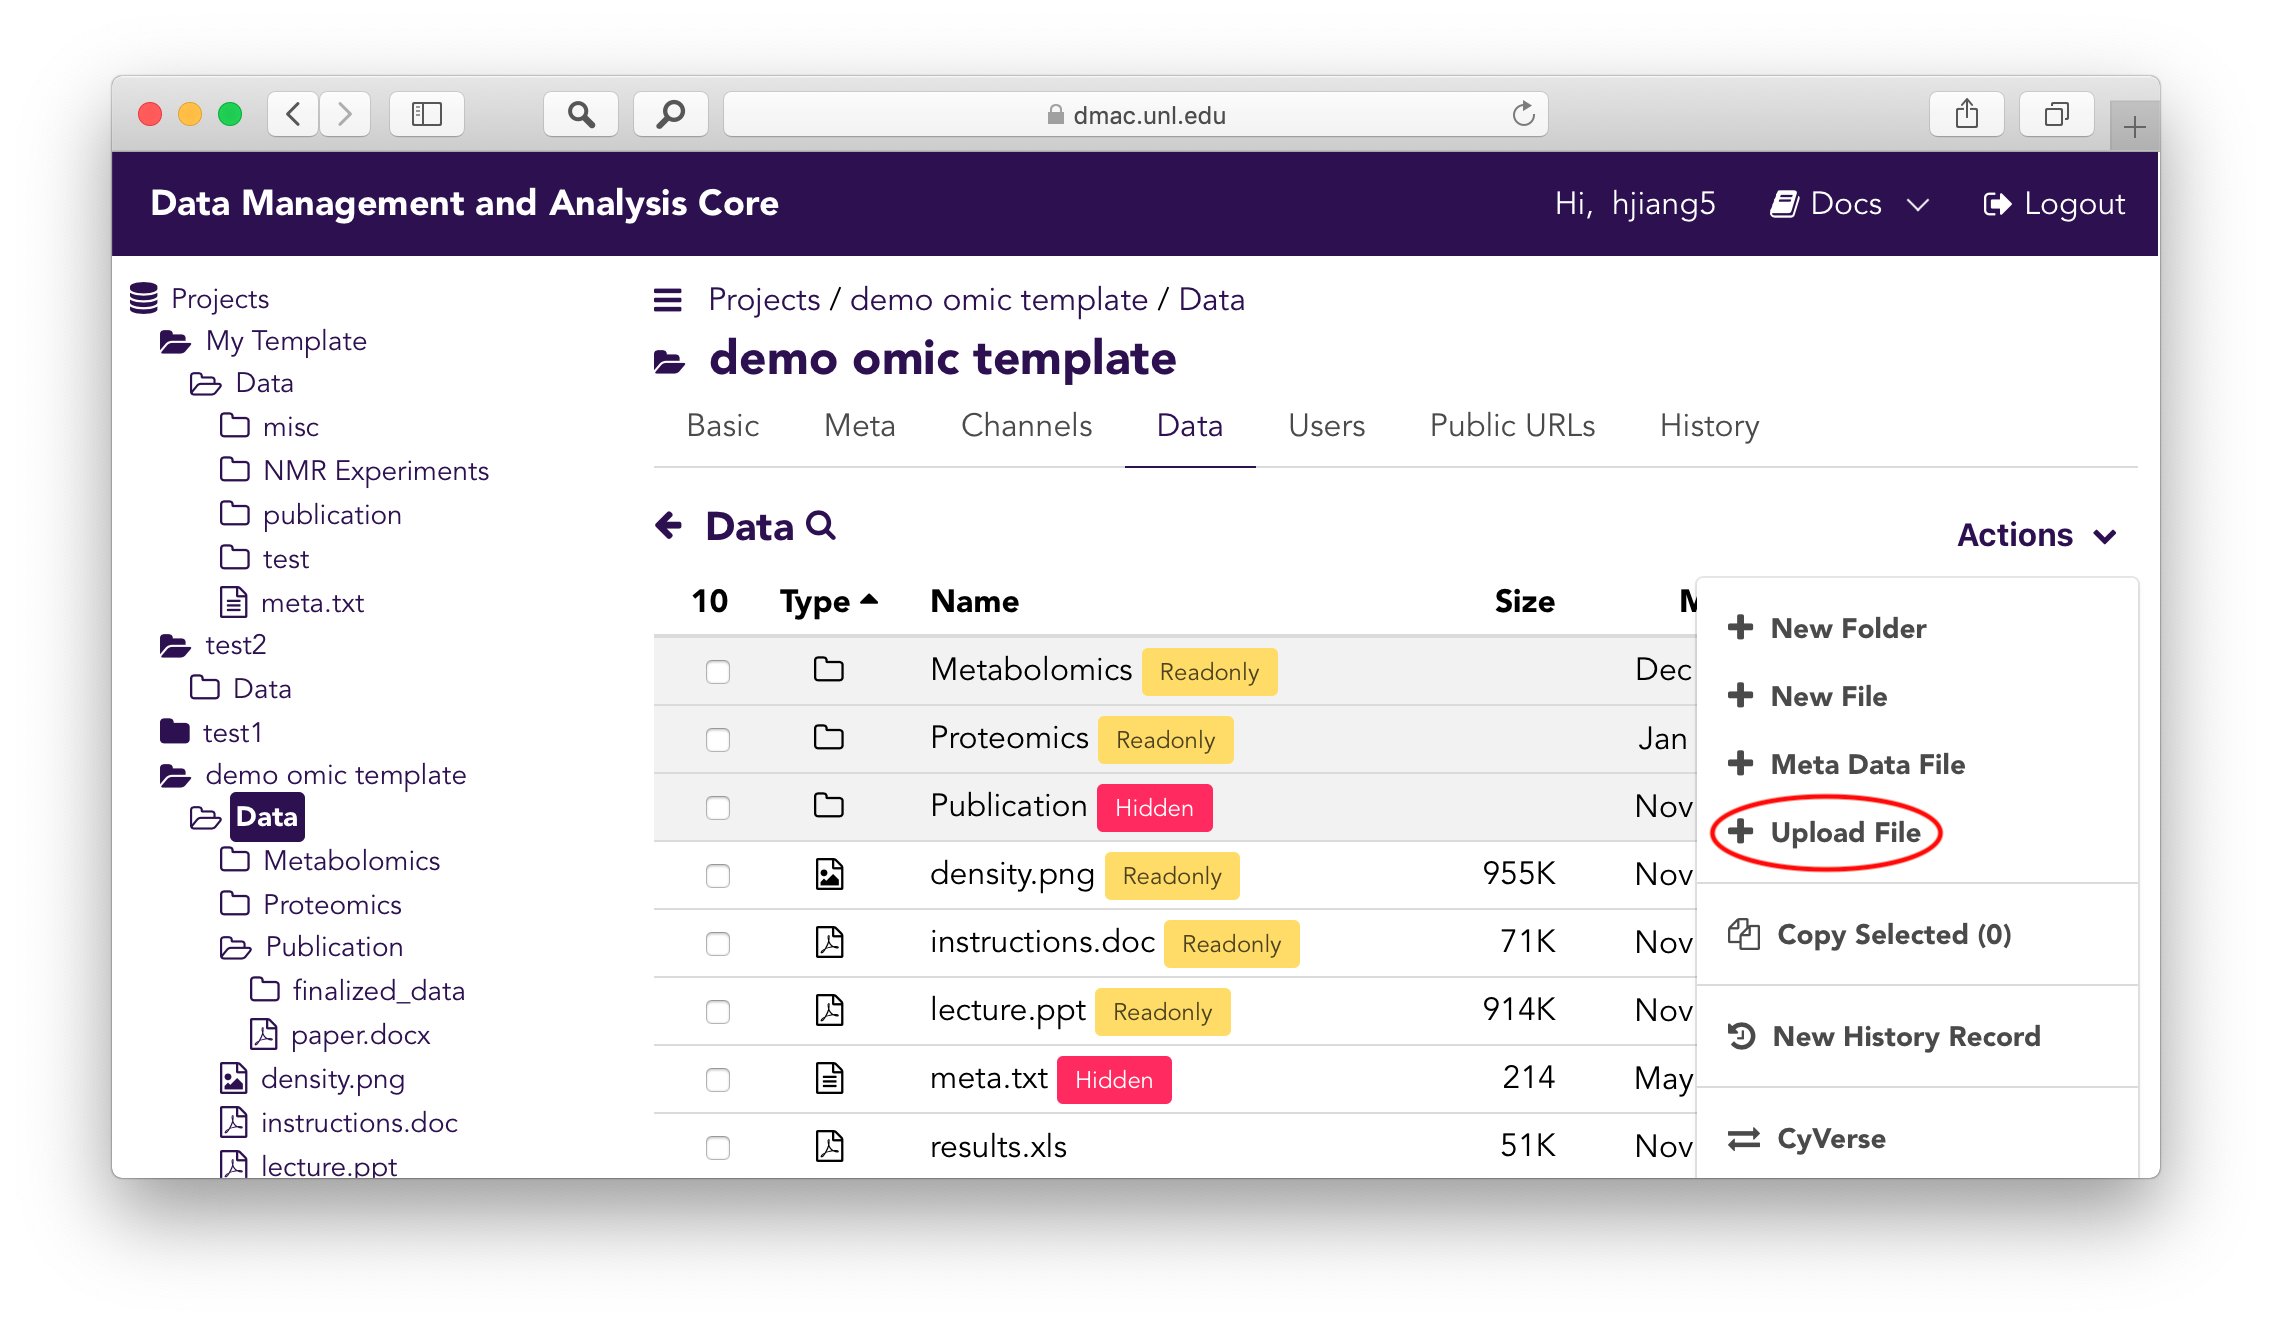 dmac.unl.edu
Data Management and Analysis Core
Hi, hjiang5
Docs
Logout
Projects
My Template
Data
misc
NMR Experiments
publication
test
meta.txt
test2
Data
test1
demo omic template
Data
Metabolomics
Proteomics
Publication
finalized_data
paper.docx
density.png
instructions.doc
lecture.ppt
Projects / demo omic template / Data
demo omic template
Basic Meta Channels Data Users Public URLs History
Data
Actions
10 Type Name Size
Metabolomics Readonly Dec
Proteomics Readonly Jan
Publication Hidden Nov
density.png Readonly 955K Nov
instructions.doc Readonly 71K Nov
lecture.ppt Readonly 914K Nov
meta.txt Hidden 214 May
results.xls 51K Nov
New Folder
New File
Meta Data File
Upload File
Copy Selected (0)
New History Record
CyVerse